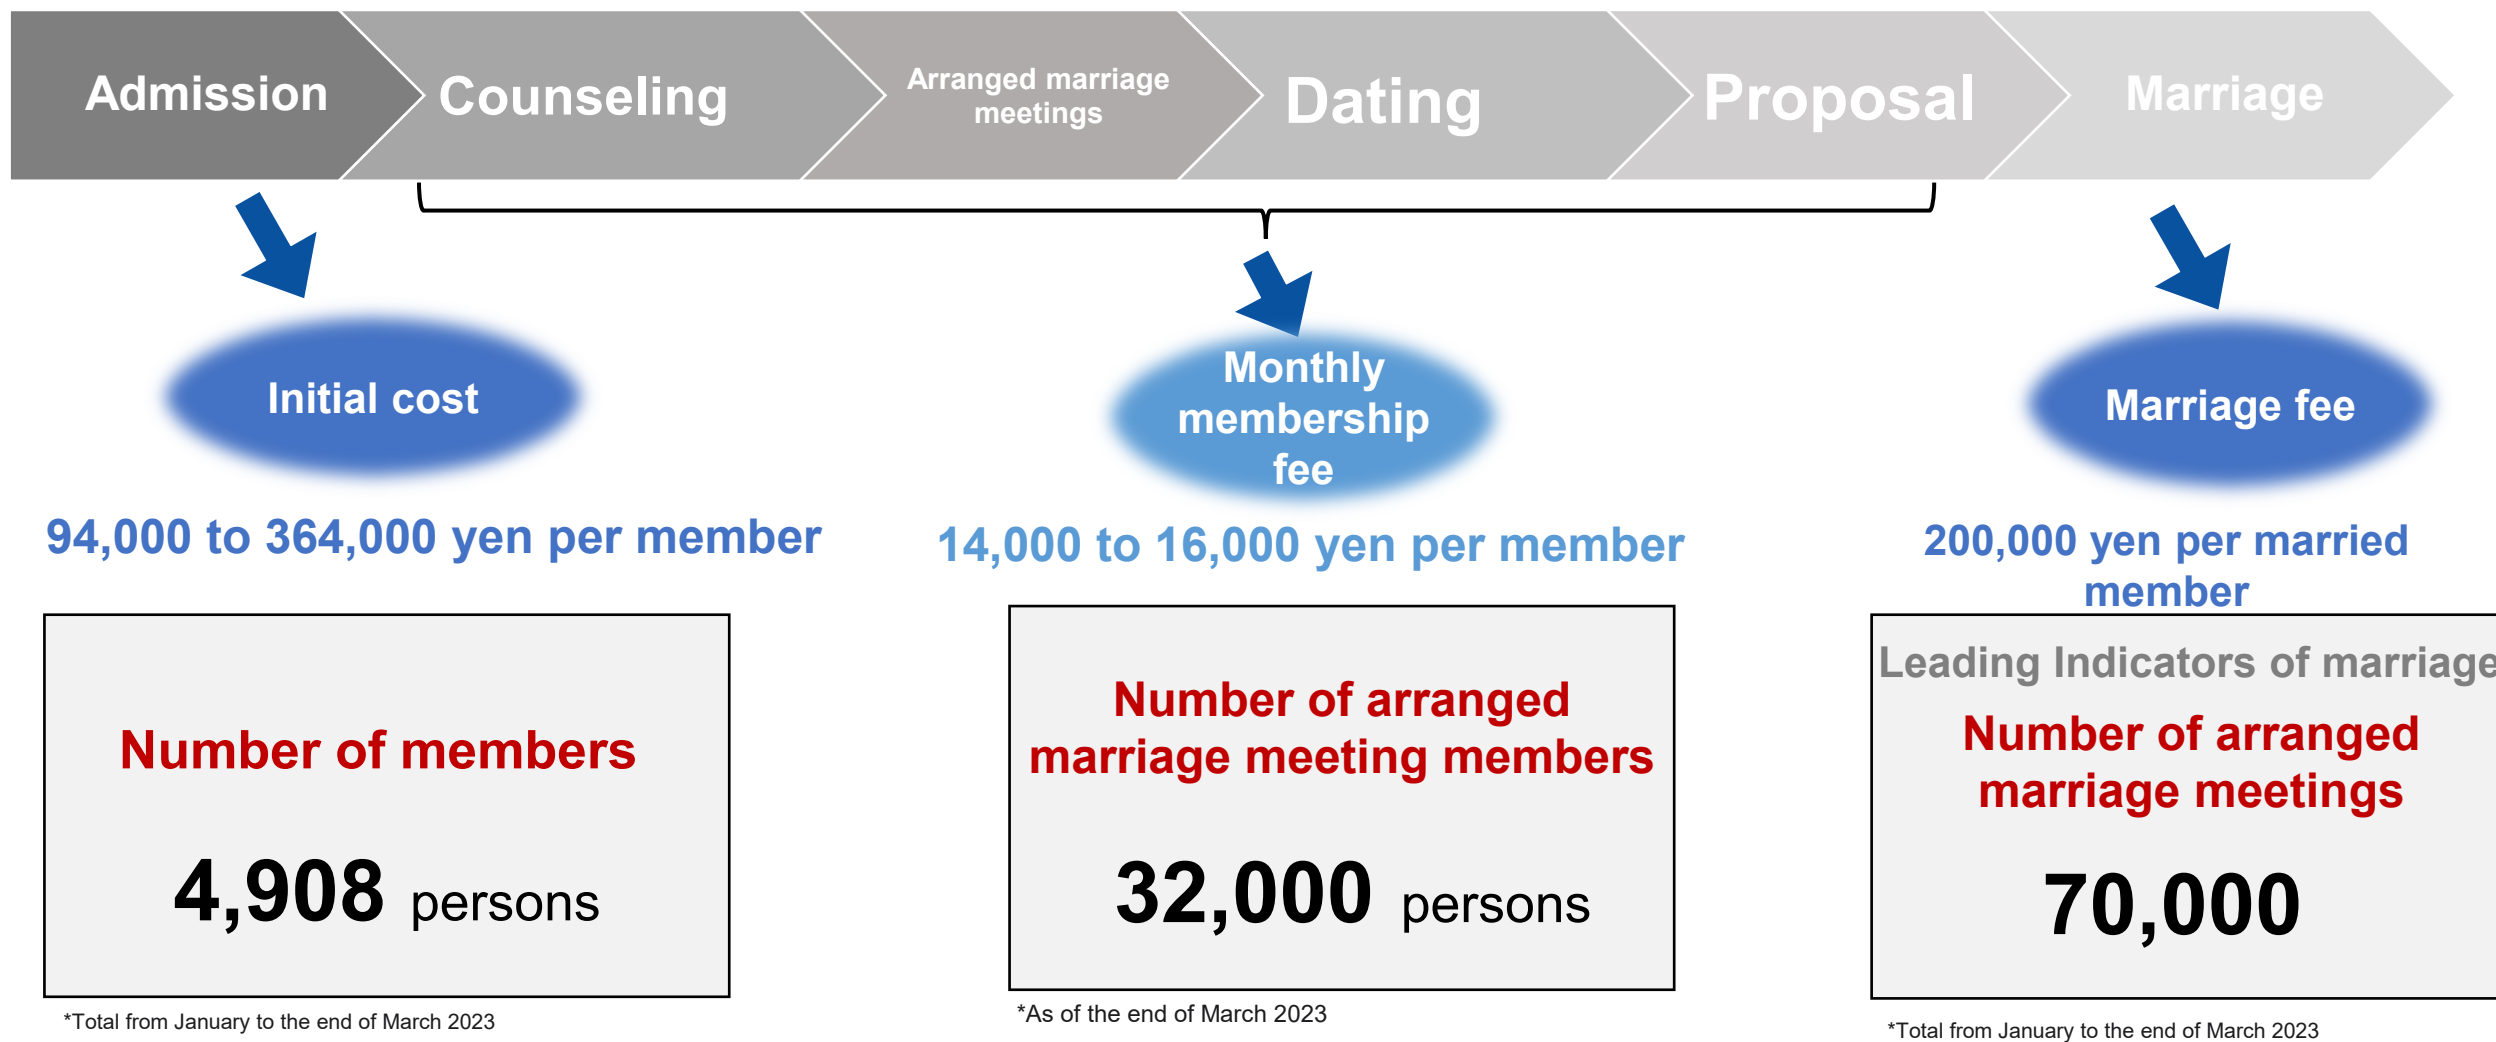 Admission
Counseling
Arranged marriage
meetings
Dating
Proposal
Marriage
Initial cost
94,000 to 364,000 yen per member
Number of members
4,908 persons
*Total from January to the end of March 2023
Monthly
membership
fee
14,000 to 16,000 yen per member
Number of arranged
marriage meeting members
32,000 persons
*As of the end of March 2023
Marriage fee
200,000 yen per married
member
Leading Indicators of marriage
Number of arranged
marriage meetings
70,000
*Total from January to the end of March 2023